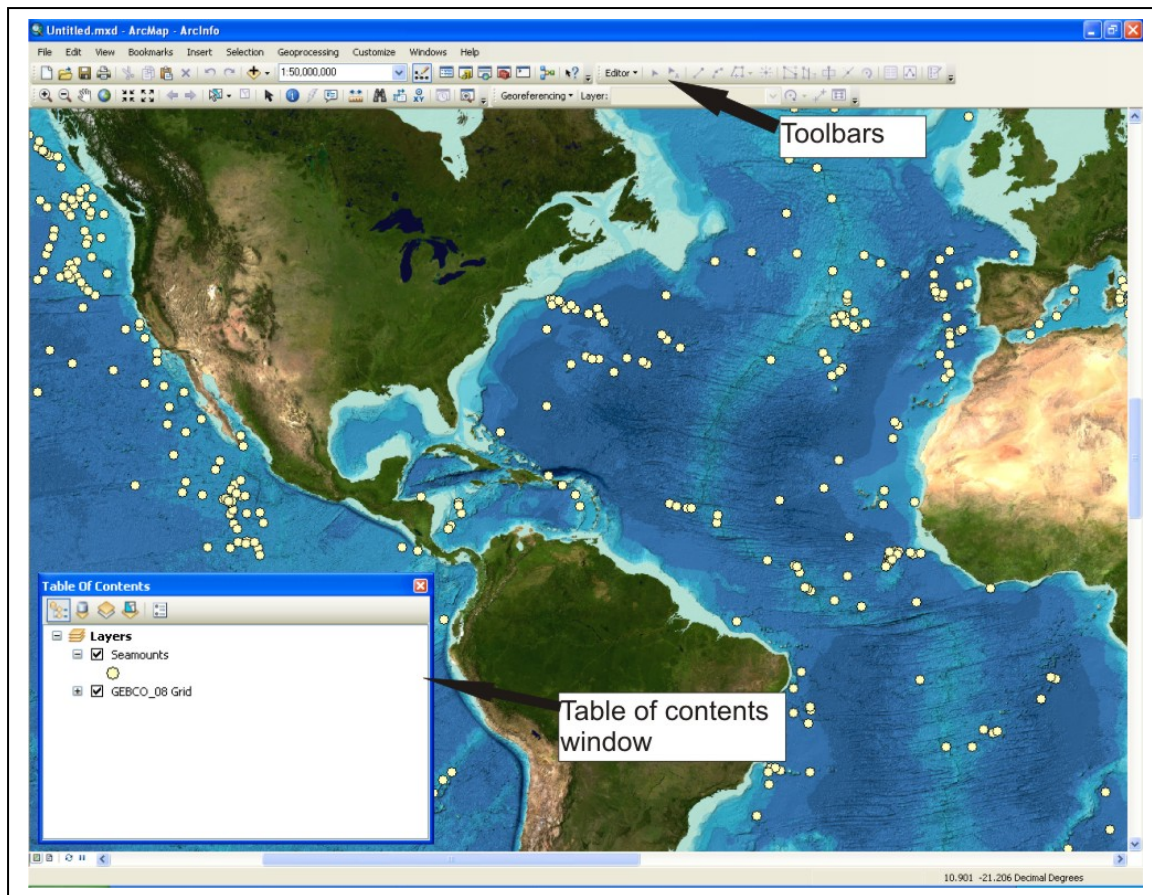 Untitled.mxd - ArcMap - ArcInfo
File Edit View Bookmarks Insert Selection Geoprocessing Customize Windows Help
1:50,000,000 Editor
Georeferencing Layer:
Toolbars
Table Of Contents
Layers
Seamounts
GEBCO_08 Grid
Table of contents
window
10.901 -21.206 Decimal Degrees